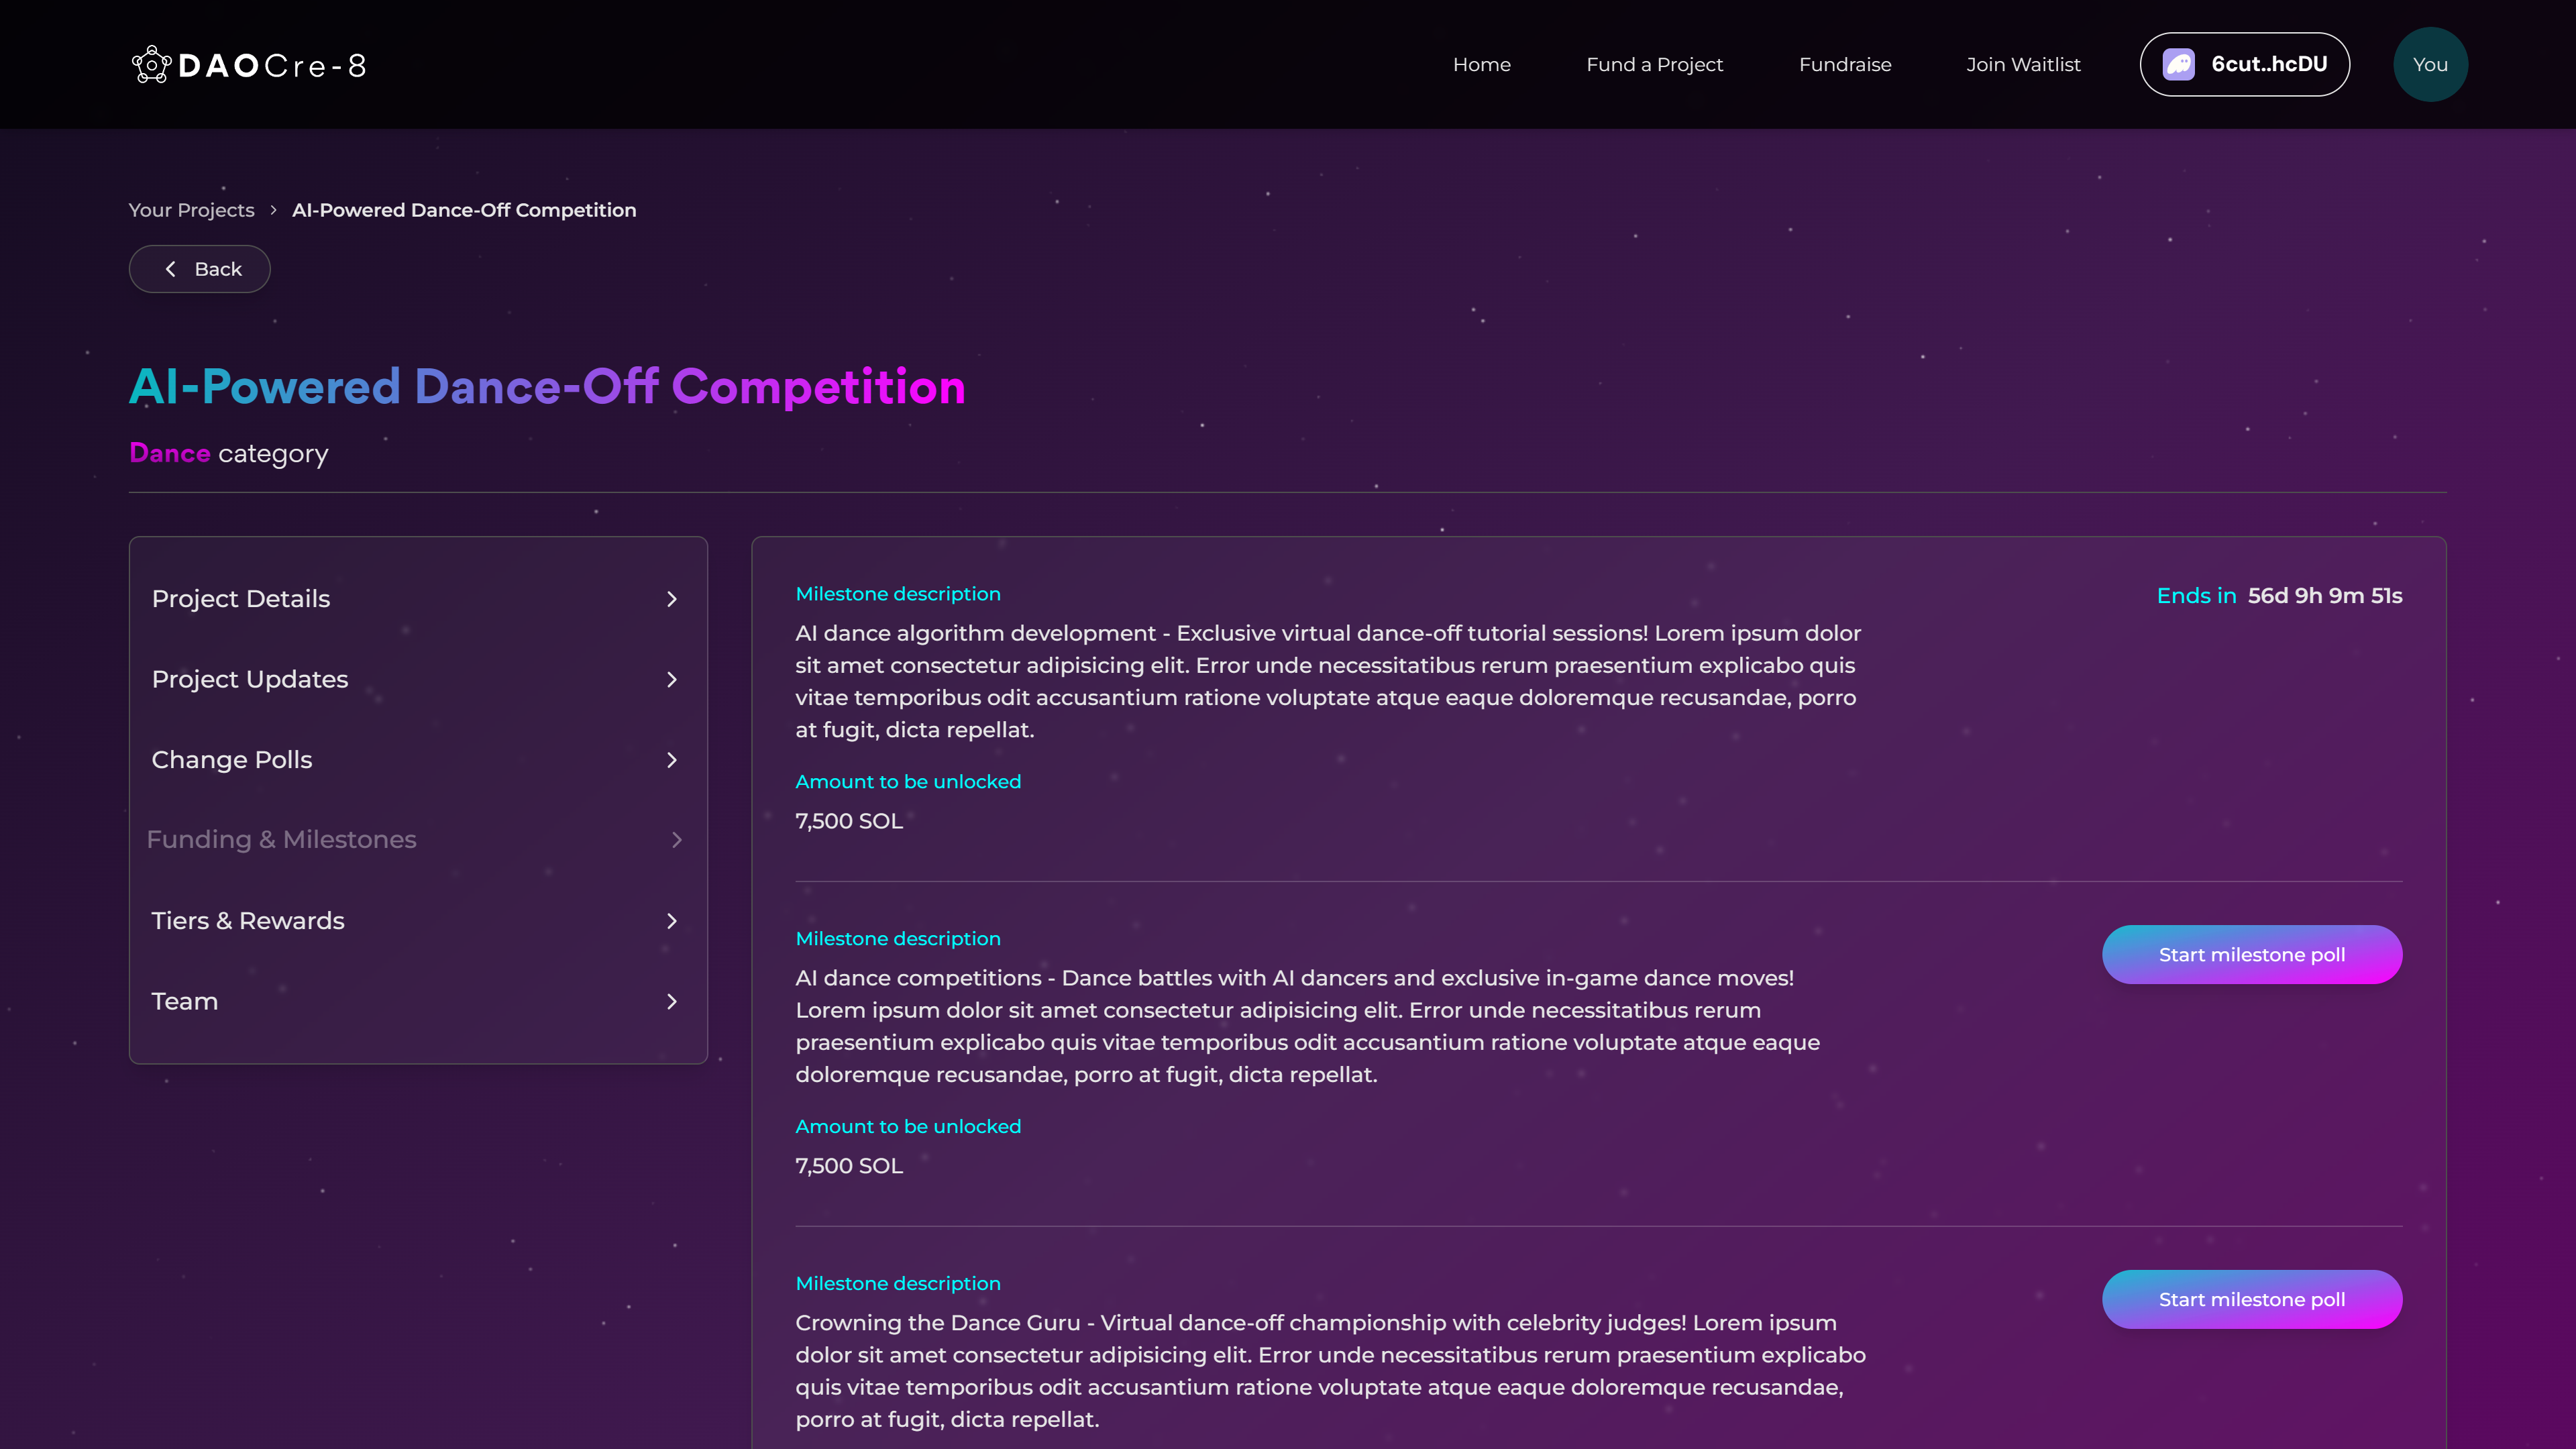 DAOCre-8
Home
Fund a Project
Fundraise
Join Waitlist
6cut..hcDU
You
Your Projects > AI-Powered Dance-Off Competition
Back
AI-Powered Dance-Off Competition
Dance category
Project Details
Project Updates
Change Polls
Funding & Milestones
Tiers & Rewards
Team
Milestone description
Ends in 56d 9h 9m 51s
AI dance algorithm development - Exclusive virtual dance-off tutorial sessions! Lorem ipsum dolor
sit amet consectetur adipisicing elit. Error unde necessitatibus rerum praesentium explicabo quis
vitae temporibus odit accusantium ratione voluptate atque eaque doloremque recusandae, porro
at fugit, dicta repellat.
Amount to be unlocked
7,500 SOL
Milestone description
Start milestone poll
AI dance competitions - Dance battles with AI dancers and exclusive in-game dance moves!
Lorem ipsum dolor sit amet consectetur adipisicing elit. Error unde necessitatibus rerum
praesentium explicabo quis vitae temporibus odit accusantium ratione voluptate atque eaque
doloremque recusandae, porro at fugit, dicta repellat.
Amount to be unlocked
7,500 SOL
Milestone description
Start milestone poll
Crowning the Dance Guru - Virtual dance-off championship with celebrity judges! Lorem ipsum
dolor sit amet consectetur adipisicing elit. Error unde necessitatibus rerum praesentium explicabo
quis vitae temporibus odit accusantium ratione voluptate atque eaque doloremque recusandae,
porro at fugit, dicta repellat.